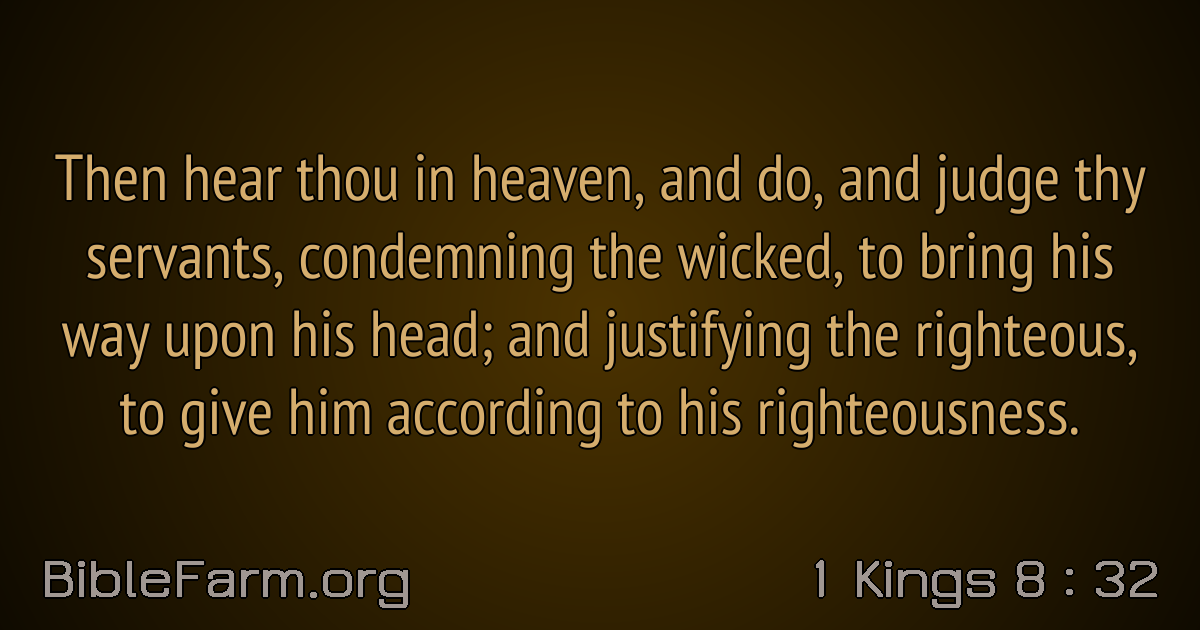 Then hear thou in heaven, and do, and judge thy
servants, condemning the wicked, to bring his
way upon his head; and justifying the righteous,
to give him according to his righteousness.
BibleFarm.org
1 Kings 8 : 32